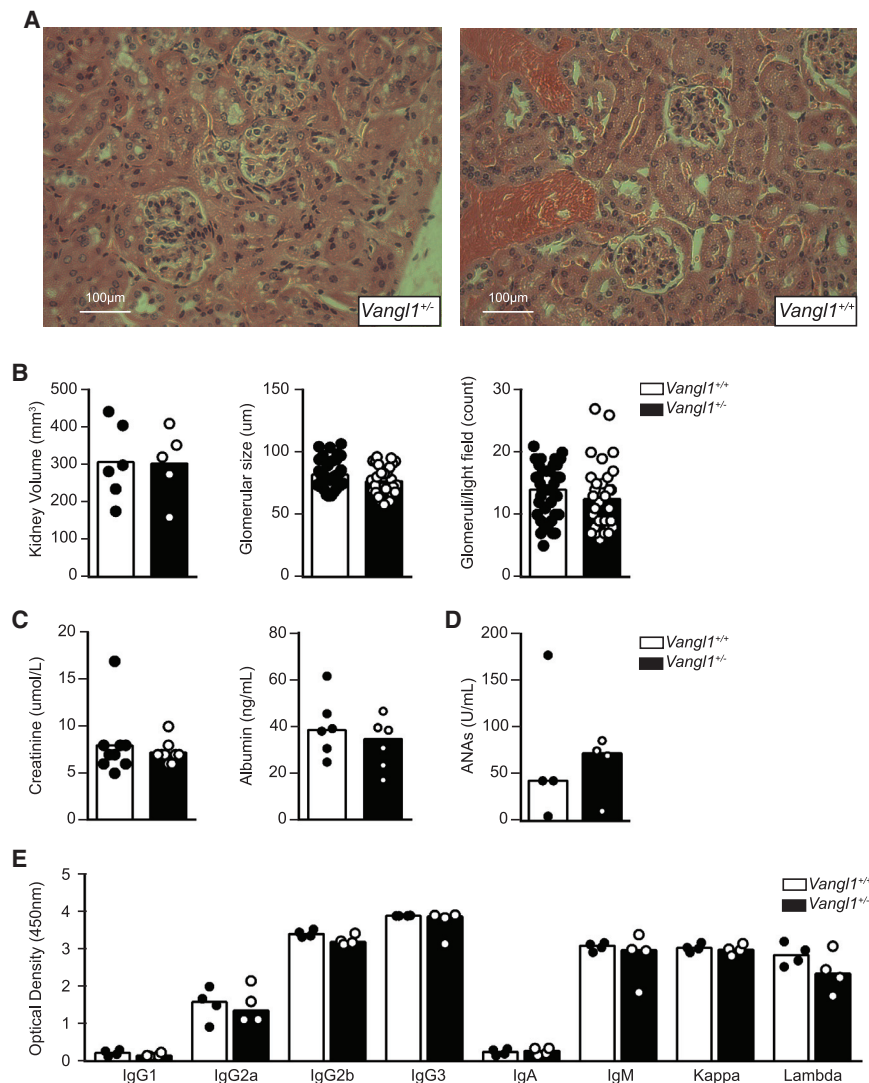 A
100µm
Vangl1+/-
100µm
Vangl1+/+
B
Kidney Volume (mm3)
500
400
300
200
100
0
Glomerular size (um)
150
100
50
0
Glomeruli/light field (count)
30
20
10
0
Vangl1+/+
Vangl1+/-
C
Creatinine (umol/L)
20
15
10
5
0
Albumin (ng/mL)
80
60
40
20
0
D
ANAs (U/mL)
200
150
100
50
0
Vangl1+/+
Vangl1+/-
E
Optical Density (450nm)
5
4
3
2
1
0
IgG1 IgG2a IgG2b IgG3 IgA IgM Kappa Lambda
Vangl1+/+
Vangl1+/-